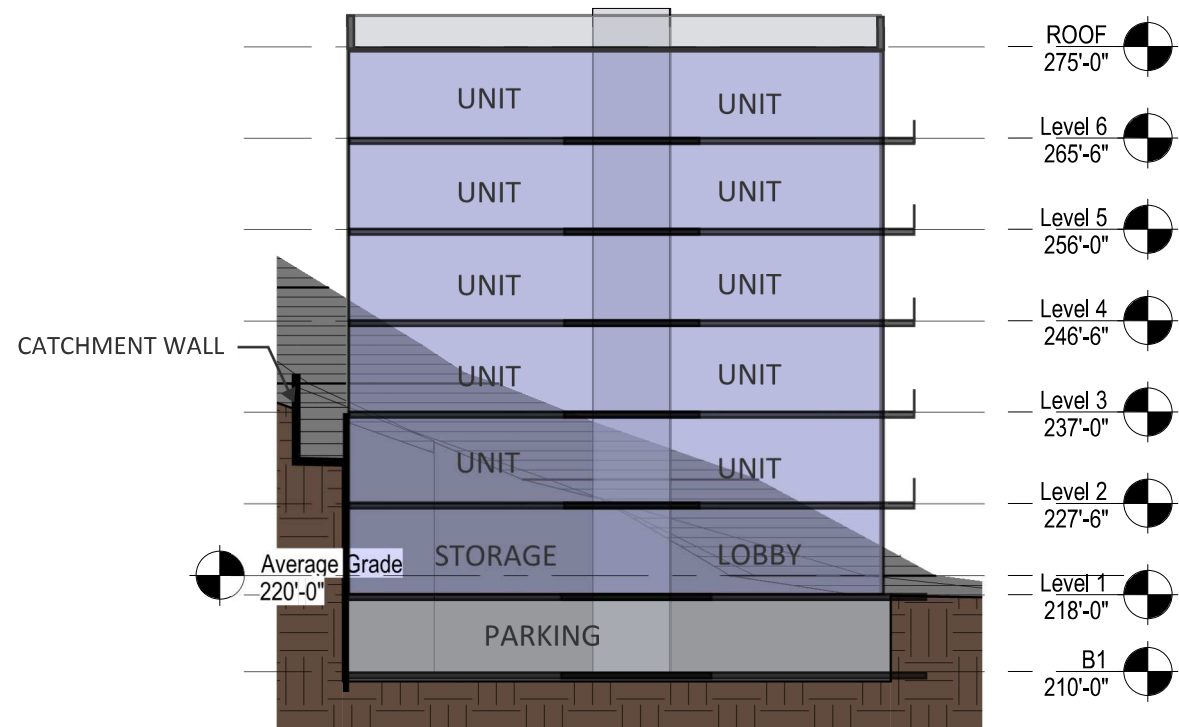 ROOF
275'-0"
UNIT UNIT
Level 6
265'-6"
UNIT UNIT
Level 5
256'-0"
UNIT UNIT
Level 4
246'-6"
CATCHMENT WALL
UNIT UNIT
Level 3
237'-0"
UNIT UNIT
Level 2
227'-6"
STORAGE LOBBY
Average Grade
220'-0"
Level 1
218'-0"
PARKING
B1
210'-0"